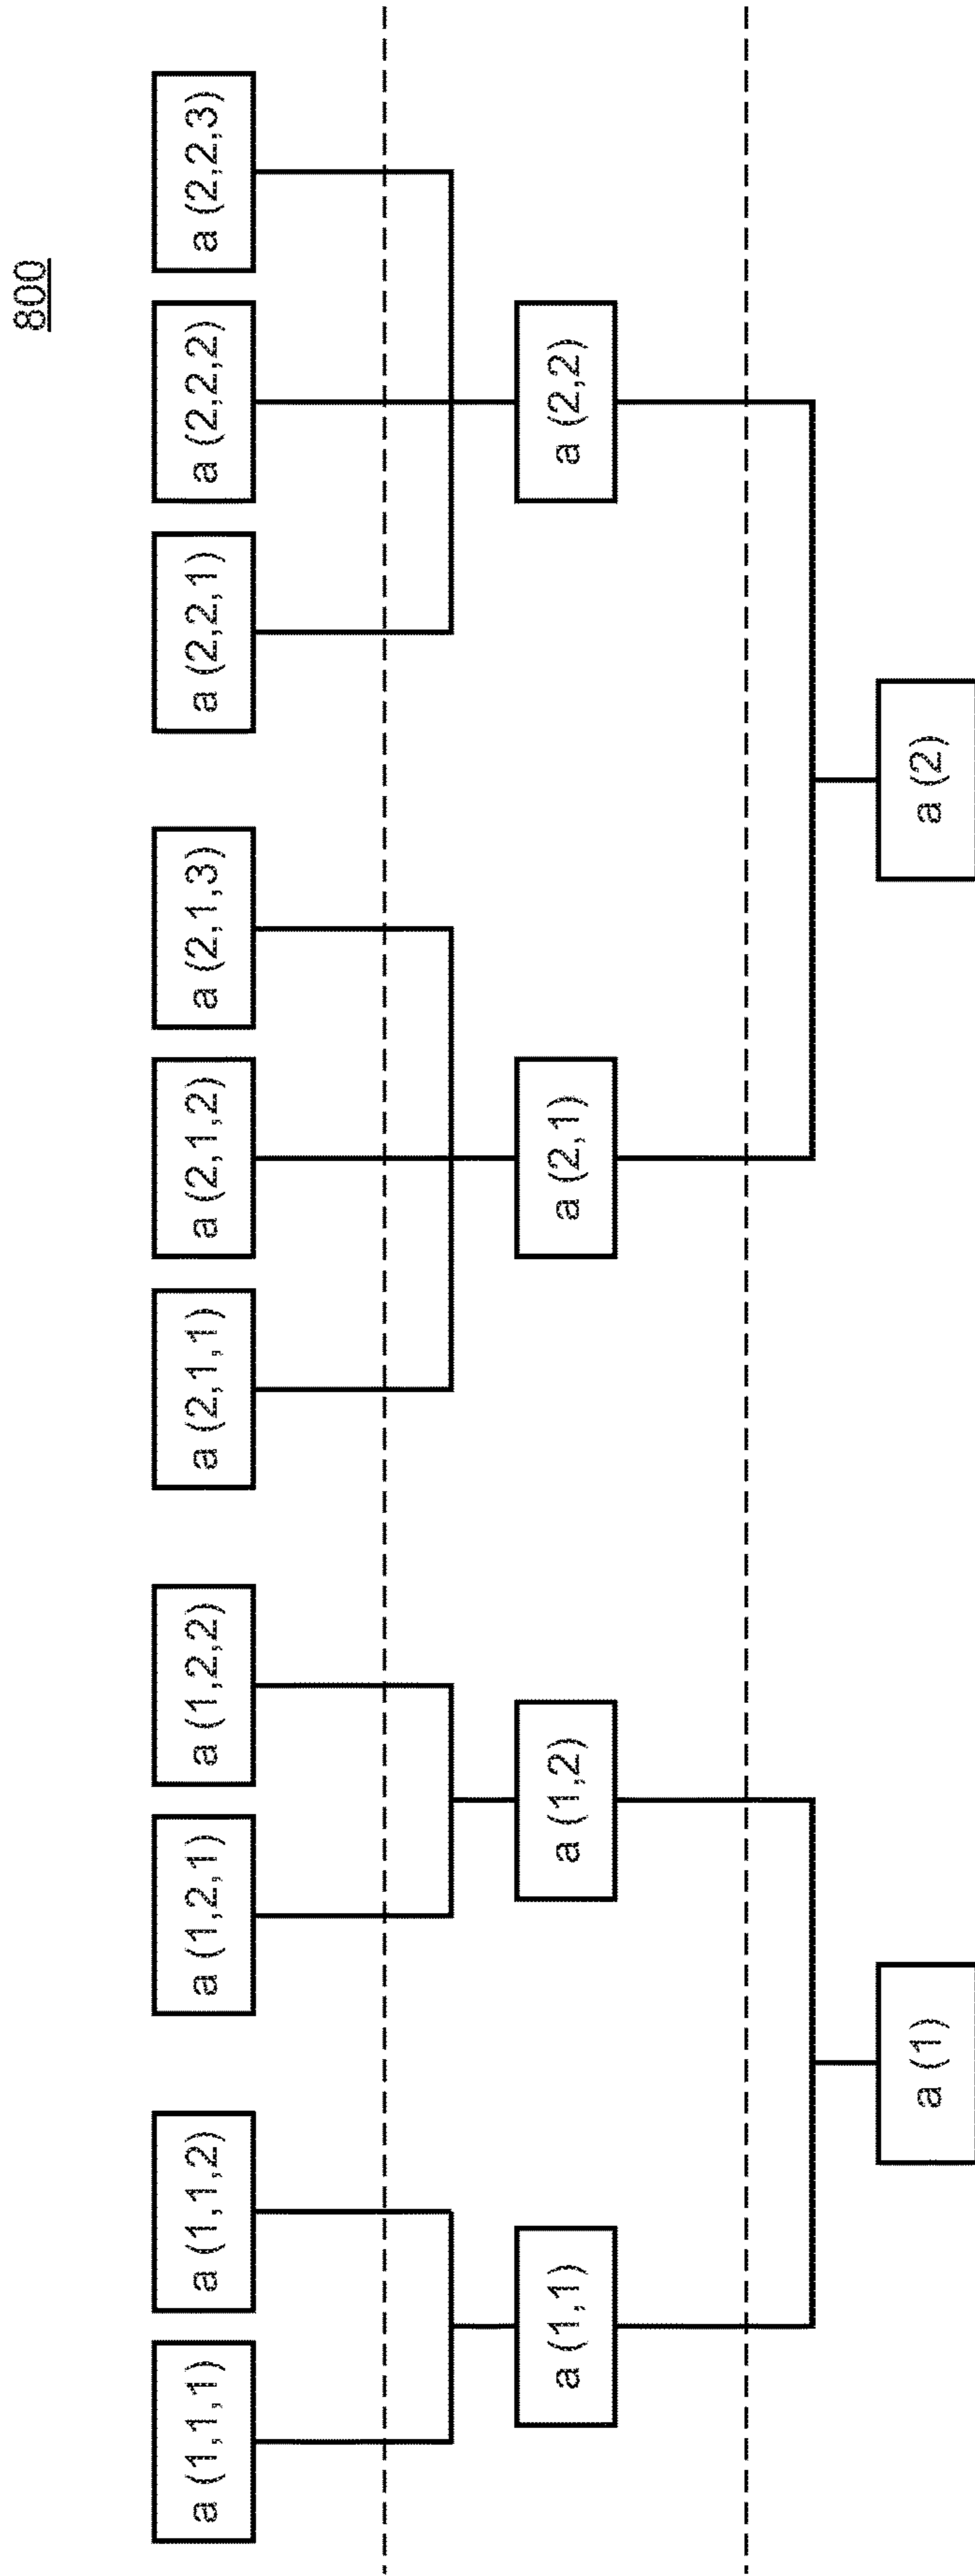 800
a (1,1,1)
a (1,1,2)
a (1,2,1)
a (1,2,2)
a (2,1,1)
a (2,1,2)
a (2,1,3)
a (2,2,1)
a (2,2,2)
a (2,2,3)
a (1,1)
a (1,2)
a (2,1)
a (2,2)
a (1)
a (2)